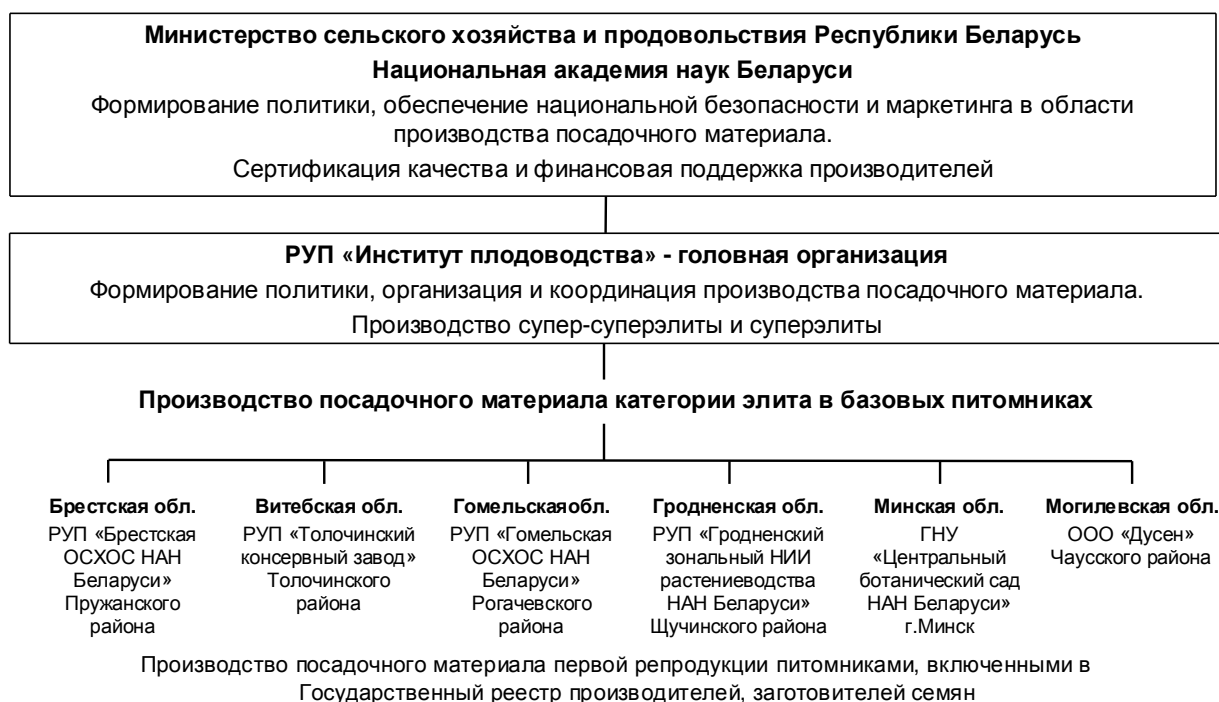 Министерство сельского хозяйства и продовольствия Республики Беларусь
Национальная академия наук Беларуси
Формирование политики, обеспечение национальной безопасности и маркетинга в области
производства посадочного материала.
Сертификация качества и финансовая поддержка производителей
РУП «Институт плодоводства» - головная организация
Формирование политики, организация и координация производства посадочного материала.
Производство супер-суперэлиты и суперэлиты
Производство посадочного материала категории элита в базовых питомниках
Брестская обл.
РУП «Брестская
ОСХОС НАН
Беларуси»
Пружанского
района
Витебская обл.
РУП «Толочинский
консервный завод»
Толочинского
района
Гомельскаяобл.
РУП «Гомельская
ОСХОС НАН
Беларуси»
Рогачевского
района
Гродненская обл.
РУП «Гродненский
зональный НИИ
растениеводства
НАН Беларуси»
Щучинского района
Минская обл.
ГНУ
«Центральный
ботанический сад
НАН Беларуси»
г.Минск
Могилевская обл.
ООО «Дусен»
Чаусского района
Производство посадочного материала первой репродукции питомниками, включенными в
Государственный реестр производителей, заготовителей семян